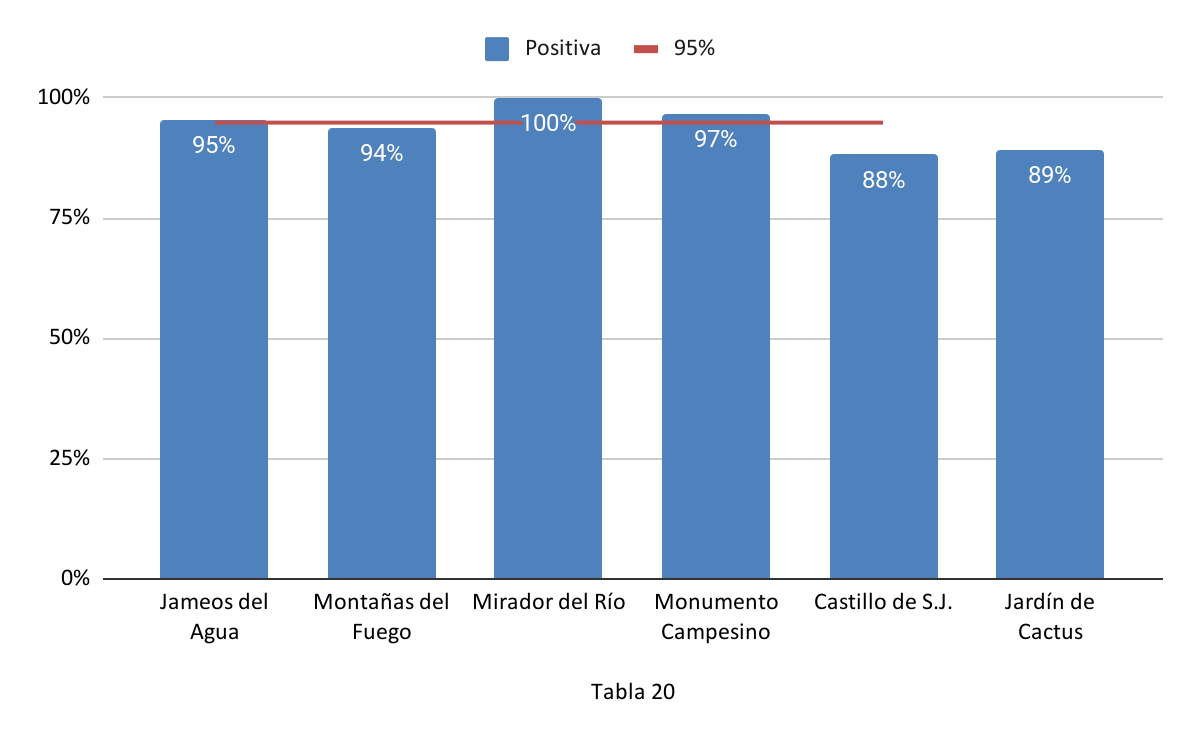 Positiva 95%
100%
75%
50%
25%
0%
95%
94%
100%
97%
88%
89%
Jameos del
Agua
Montañas del
Fuego
Mirador del Río
Monumento
Campesino
Castillo de S.J.
Jardín de
Cactus
Tabla 20